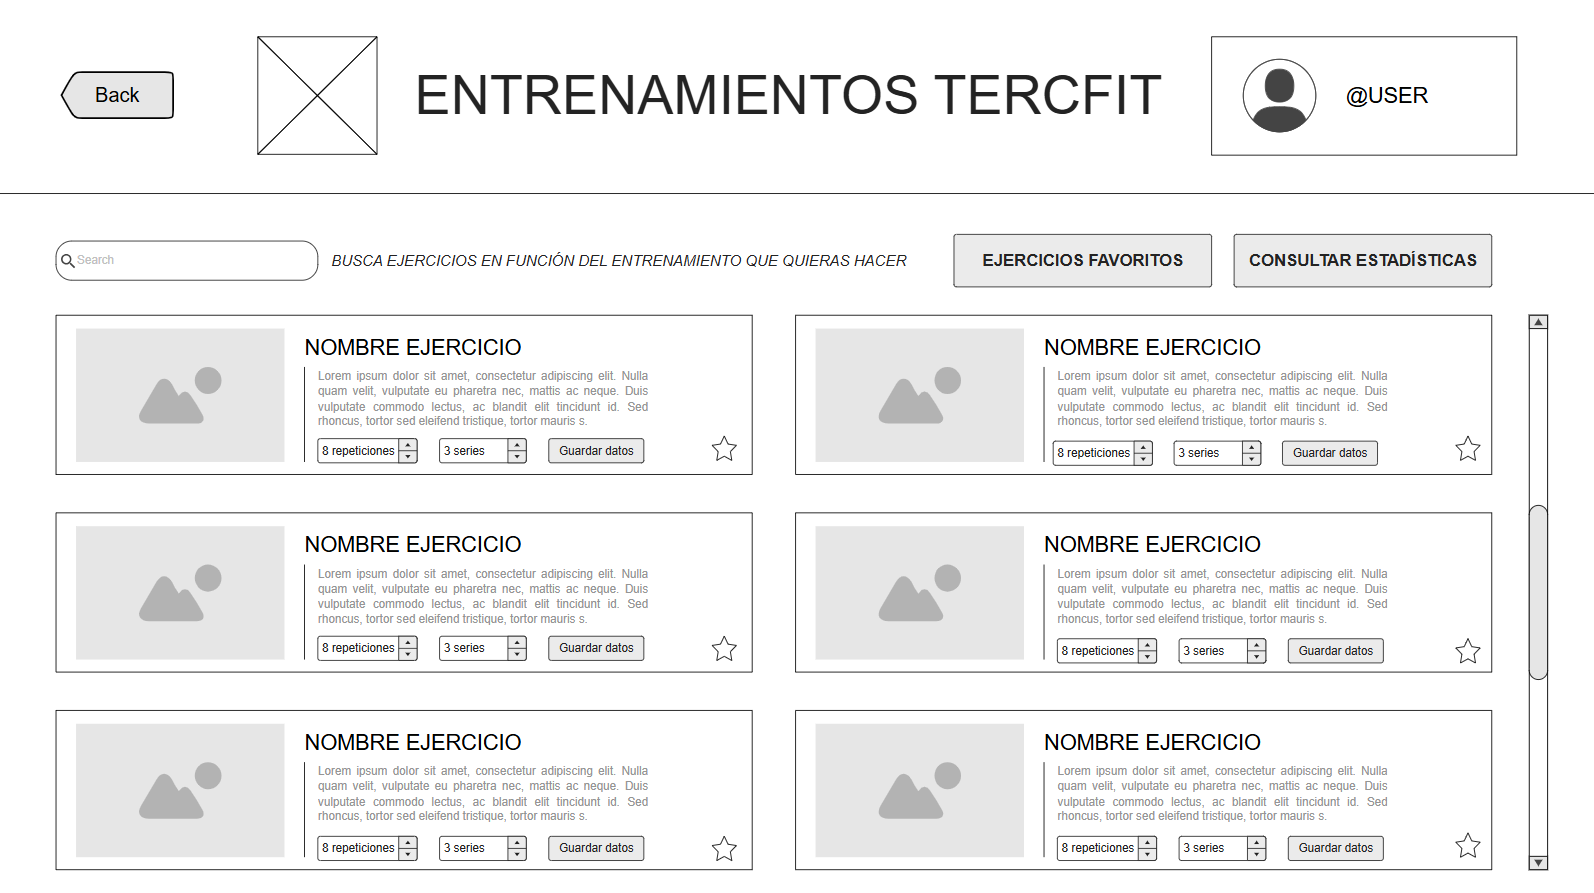 Back
ENTRENAMIENTOS TERCFIT
@USER
Search
BUSCA EJERCICIOS EN FUNCIÓN DEL ENTRENAMIENTO QUE QUIERAS HACER
EJERCICIOS FAVORITOS
CONSULTAR ESTADÍSTICAS
NOMBRE EJERCICIO
Lorem ipsum dolor sit amet, consectetur adipiscing elit. Nulla
quam velit, vulputate eu pharetra nec, mattis ac neque. Duis
vulputate commodo lectus, ac blandit elit tincidunt id. Sed
rhoncus, tortor sed eleifend tristique, tortor mauris s.
8 repeticiones
3 series
Guardar datos
NOMBRE EJERCICIO
Lorem ipsum dolor sit amet, consectetur adipiscing elit. Nulla
quam velit, vulputate eu pharetra nec, mattis ac neque. Duis
vulputate commodo lectus, ac blandit elit tincidunt id. Sed
rhoncus, tortor sed eleifend tristique, tortor mauris s.
8 repeticiones
3 series
Guardar datos
NOMBRE EJERCICIO
Lorem ipsum dolor sit amet, consectetur adipiscing elit. Nulla
quam velit, vulputate eu pharetra nec, mattis ac neque. Duis
vulputate commodo lectus, ac blandit elit tincidunt id. Sed
rhoncus, tortor sed eleifend tristique, tortor mauris s.
8 repeticiones
3 series
Guardar datos
NOMBRE EJERCICIO
Lorem ipsum dolor sit amet, consectetur adipiscing elit. Nulla
quam velit, vulputate eu pharetra nec, mattis ac neque. Duis
vulputate commodo lectus, ac blandit elit tincidunt id. Sed
rhoncus, tortor sed eleifend tristique, tortor mauris s.
8 repeticiones
3 series
Guardar datos
NOMBRE EJERCICIO
Lorem ipsum dolor sit amet, consectetur adipiscing elit. Nulla
quam velit, vulputate eu pharetra nec, mattis ac neque. Duis
vulputate commodo lectus, ac blandit elit tincidunt id. Sed
rhoncus, tortor sed eleifend tristique, tortor mauris s.
8 repeticiones
3 series
Guardar datos
NOMBRE EJERCICIO
Lorem ipsum dolor sit amet, consectetur adipiscing elit. Nulla
quam velit, vulputate eu pharetra nec, mattis ac neque. Duis
vulputate commodo lectus, ac blandit elit tincidunt id. Sed
rhoncus, tortor sed eleifend tristique, tortor mauris s.
8 repeticiones
3 series
Guardar datos